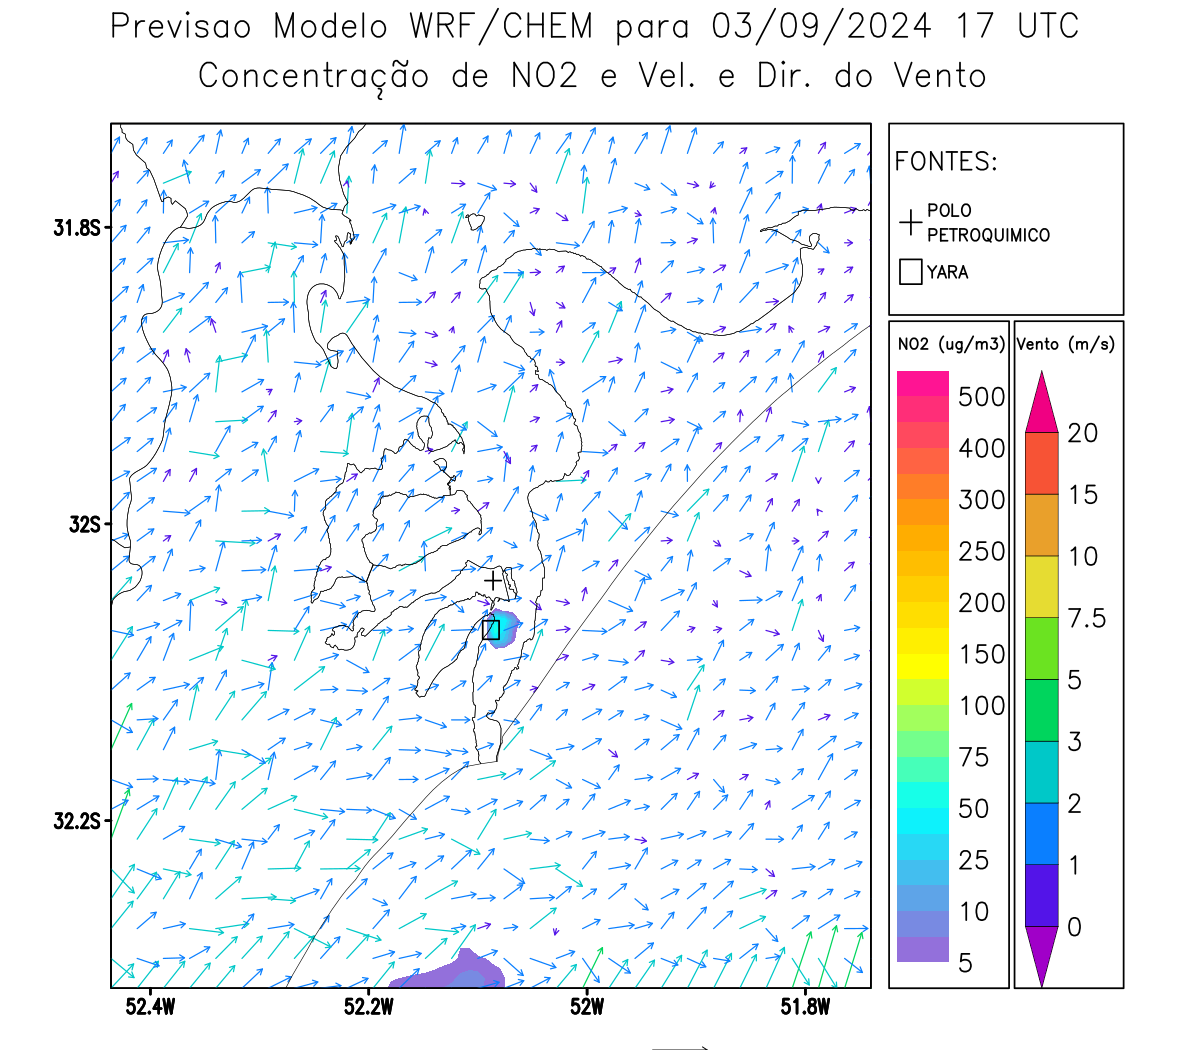 Previsao Modelo WRF/CHEM para 03/09/2024 17 UTC
Concentração de NO2 e Vel. e Dir. do Vento
FONTES:
POLO
PETROQUIMICO
YARA
NO2 (ug/m3)
500
400
300
250
200
150
100
75
50
25
10
5
Vento (m/s)
20
15
10
7.5
5
3
2
1
0
31.8S
32S
32.2S
52.4W
52.2W
52W
51.8W